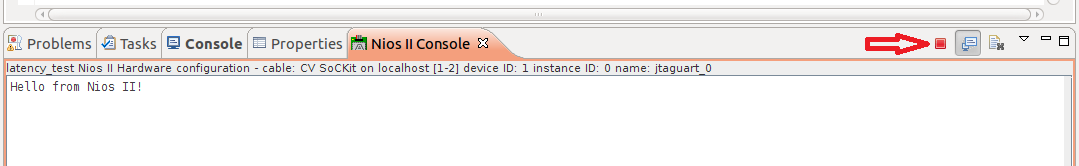 Problems Tasks Console Properties Nios II Console
latency_test Nios II Hardware configuration - cable: CV SoCKit on localhost [1-2] device ID: 1 instance ID: 0 name: jtaguart_0
Hello from Nios II!